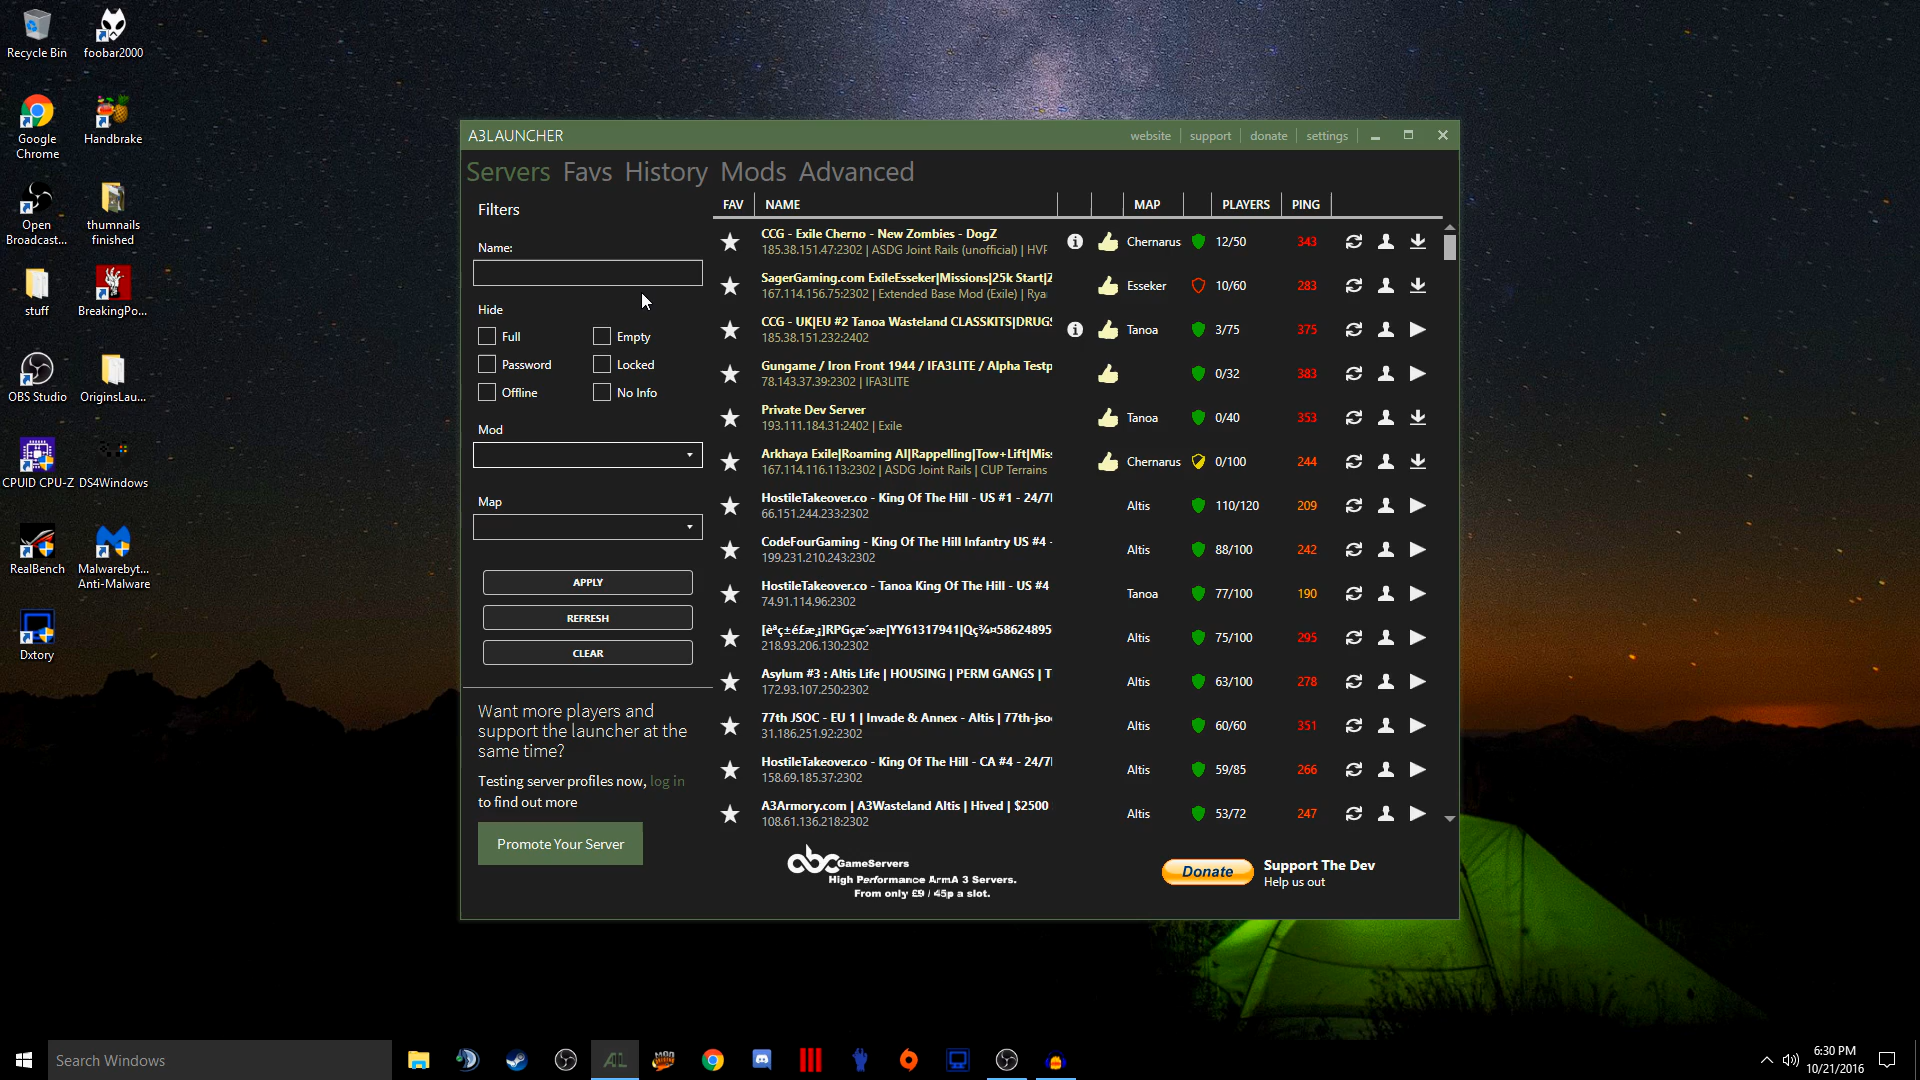 Recycle Bin
foobar2000
Google
Chrome
Handbrake
Open
Broadcast...
thumnails
finished
stuff
BreakingPo...
OBS Studio
OriginsLau...
CPUID CPU-Z
DS4Windows
RealBench
Malwarebyt...
Anti-Malware
Dxtory
A3LAUNCHER
website
support
donate
settings
Servers
Favs
History
Mods
Advanced
Filters
Name:
Hide
Full
Empty
Password
Locked
Offline
No Info
Mod
Map
APPLY
REFRESH
CLEAR
Want more players and
support the launcher at the
same time?
Testing server profiles now, log in
to find out more
Promote Your Server
FAV NAME MAP PLAYERS PING
CCG - Exile Cherno - New Zombies - DogZ
185.38.151.47:2302 | ASDG Joint Rails (unofficial) | HVP
Chernarus 12/50 343
SagerGaming.com ExileEsseker|Missions|25k Start|Z
167.114.156.75:2302 | Extended Base Mod (Exile) | Rya
Esseker 10/60 283
CCG - UK|EU #2 Tanoa Wasteland CLASSKITS|DRUGS
185.38.151.232:2402
Tanoa 3/75 375
Gungame / Iron Front 1944 / IFA3LITE / Alpha Testp
78.143.37.39:2302 | IFA3LITE
0/32 383
Private Dev Server
193.111.184.31:2402 | Exile
Tanoa 0/40 353
Arkhaya Exile|Roaming AI|Rappelling|Tow+Lift|Miss
167.114.116.113:2302 | ASDG Joint Rails | CUP Terrains
Chernarus 0/100 244
HostileTakeover.co - King Of The Hill - US #1 - 24/7
66.151.244.233:2302
Altis 110/120 209
CodeFourGaming - King Of The Hill Infantry US #4 -
199.231.210.243:2302
Altis 88/100 242
HostileTakeover.co - Tanoa King Of The Hill - US #4
74.91.114.96:2302
Tanoa 77/100 190
[èªç±é£æ¸¡]RPGçæ´»æ|YY61317941|Qç¾¤58624895
218.93.206.130:2302
Altis 75/100 295
Asylum #3 : Altis Life | HOUSING | PERM GANGS | T
172.93.107.250:2302
Altis 63/100 278
77th JSOC - EU 1 | Invade & Annex - Altis | 77th-jso
31.186.251.92:2302
Altis 60/60 351
HostileTakeover.co - King Of The Hill - CA #4 - 24/7
158.69.185.37:2302
Altis 59/85 266
A3Armory.com | A3Wasteland Altis | Hived | $2500
108.61.136.218:2302
Altis 53/72 247
abc GameServers
High Performance ArmA 3 Servers.
From only £9 / 45p a slot.
Donate
Support The Dev
Help us out
Search Windows
AL
6:30 PM
10/21/2016